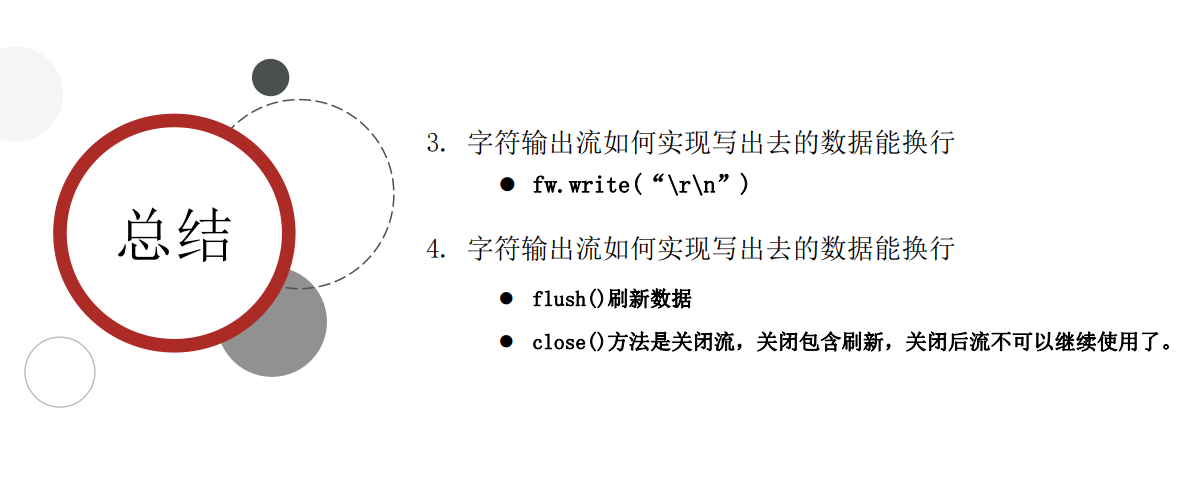 总结
3. 字符输出流如何实现写出去的数据能换行
● fw.write(“\r\n”)
4. 字符输出流如何实现写出去的数据能换行
● flush()刷新数据
● close()方法是关闭流，关闭包含刷新，关闭后流不可以继续使用了。